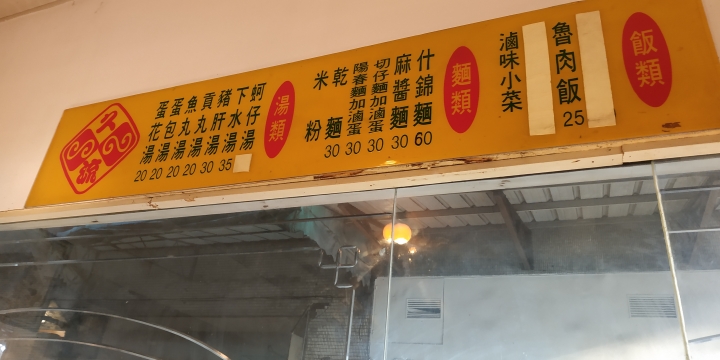 飯類
魯肉飯 25
滷味小菜
麵類
什錦麵 60
麻醬麵 30
切仔麵加滷蛋 30
陽春麵加滷蛋 30
乾麵 30
米粉
湯類
蚵仔湯
下水湯 35
豬肝湯 30
貢丸湯 20
魚丸湯 20
蛋包湯 20
蛋花湯 20